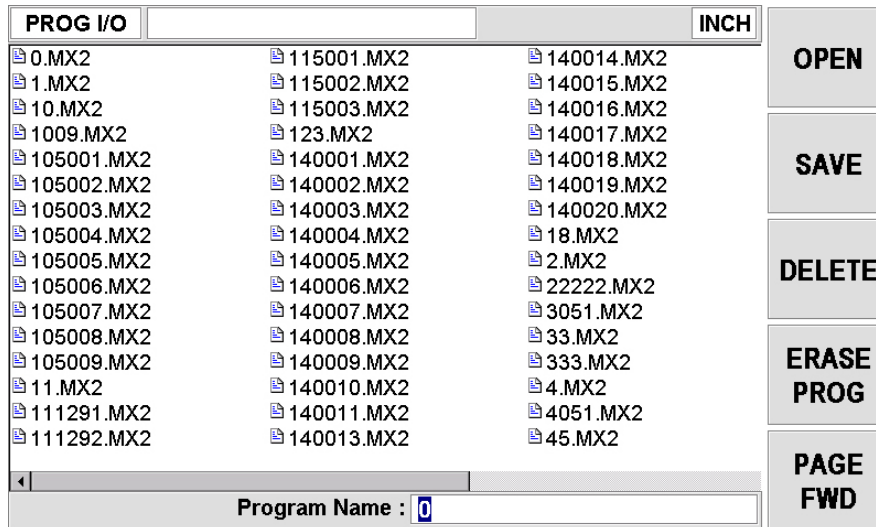 PROG I/O
INCH
0.MX2
1.MX2
10.MX2
1009.MX2
105001.MX2
105002.MX2
105003.MX2
105004.MX2
105005.MX2
105006.MX2
105007.MX2
105008.MX2
105009.MX2
11.MX2
111291.MX2
111292.MX2
115001.MX2
115002.MX2
115003.MX2
123.MX2
140001.MX2
140002.MX2
140003.MX2
140004.MX2
140005.MX2
140006.MX2
140007.MX2
140008.MX2
140009.MX2
140010.MX2
140011.MX2
140013.MX2
140014.MX2
140015.MX2
140016.MX2
140017.MX2
140018.MX2
140019.MX2
140020.MX2
18.MX2
2.MX2
22222.MX2
3051.MX2
33.MX2
333.MX2
4.MX2
4051.MX2
45.MX2
Program Name : 0
OPEN
SAVE
DELETE
ERASE
PROG
PAGE
FWD